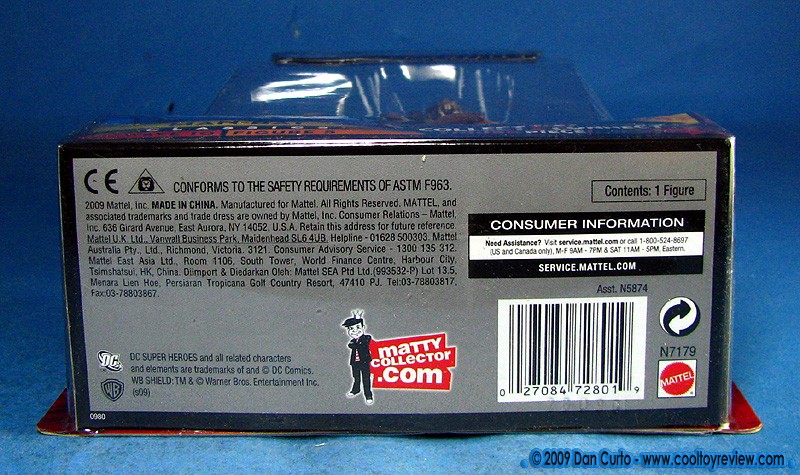 CLASSICS
CE
CONFORMS TO THE SAFETY REQUIREMENTS OF ASTM F963.
Contents: 1 Figure
2009 Mattel, Inc. MADE IN CHINA. Manufactured for Mattel. All Rights Reserved. MATTEL, and
associated trademarks and trade dress are owned by Mattel, Inc. Consumer Relations – Mattel,
Inc. 636 Girard Avenue, East Aurora, NY 14052, U.S.A. Retain this address for future reference.
Mattel U.K. Ltd., Vanwall Business Park, Maidenhead SL6 4UB, Helpline - 01628 500303. Mattel
Australia Pty., Ltd., Richmond, Victoria. 3121. Consumer Advisory Service - 1300 135 312.
Mattel East Asia Ltd., Room 1106, South Tower, World Finance Centre, Harbour City,
Tsimshatsui, HK, China. Diimport & Diedarkan Oleh: Mattel SEA Ptd Ltd.(993532-P) Lot 13.5,
Menara Lien Hoe, Persiaran Tropicana Golf Country Resort, 47410 PJ. Tel:03-78803817,
Fax:03-78803867.
CONSUMER INFORMATION
Need Assistance? Visit service.mattel.com or call 1-800-524-8697
(US and Canada only), M-F 9AM - 7PM & SAT 11AM - 5PM, Eastern.
SERVICE.MATTEL.COM
Asst. N5874
N7179
MATTEL
0 27084 72801 9
DC
DC SUPER HEROES and all related characters
and elements are trademarks of and © DC Comics.
WB SHIELD: TM & © Warner Bros. Entertainment Inc.
(s09)
WB
MATTY
COLLECTOR
.com
0980
© 2009 Dan Curto - www.cooltoyreview.com